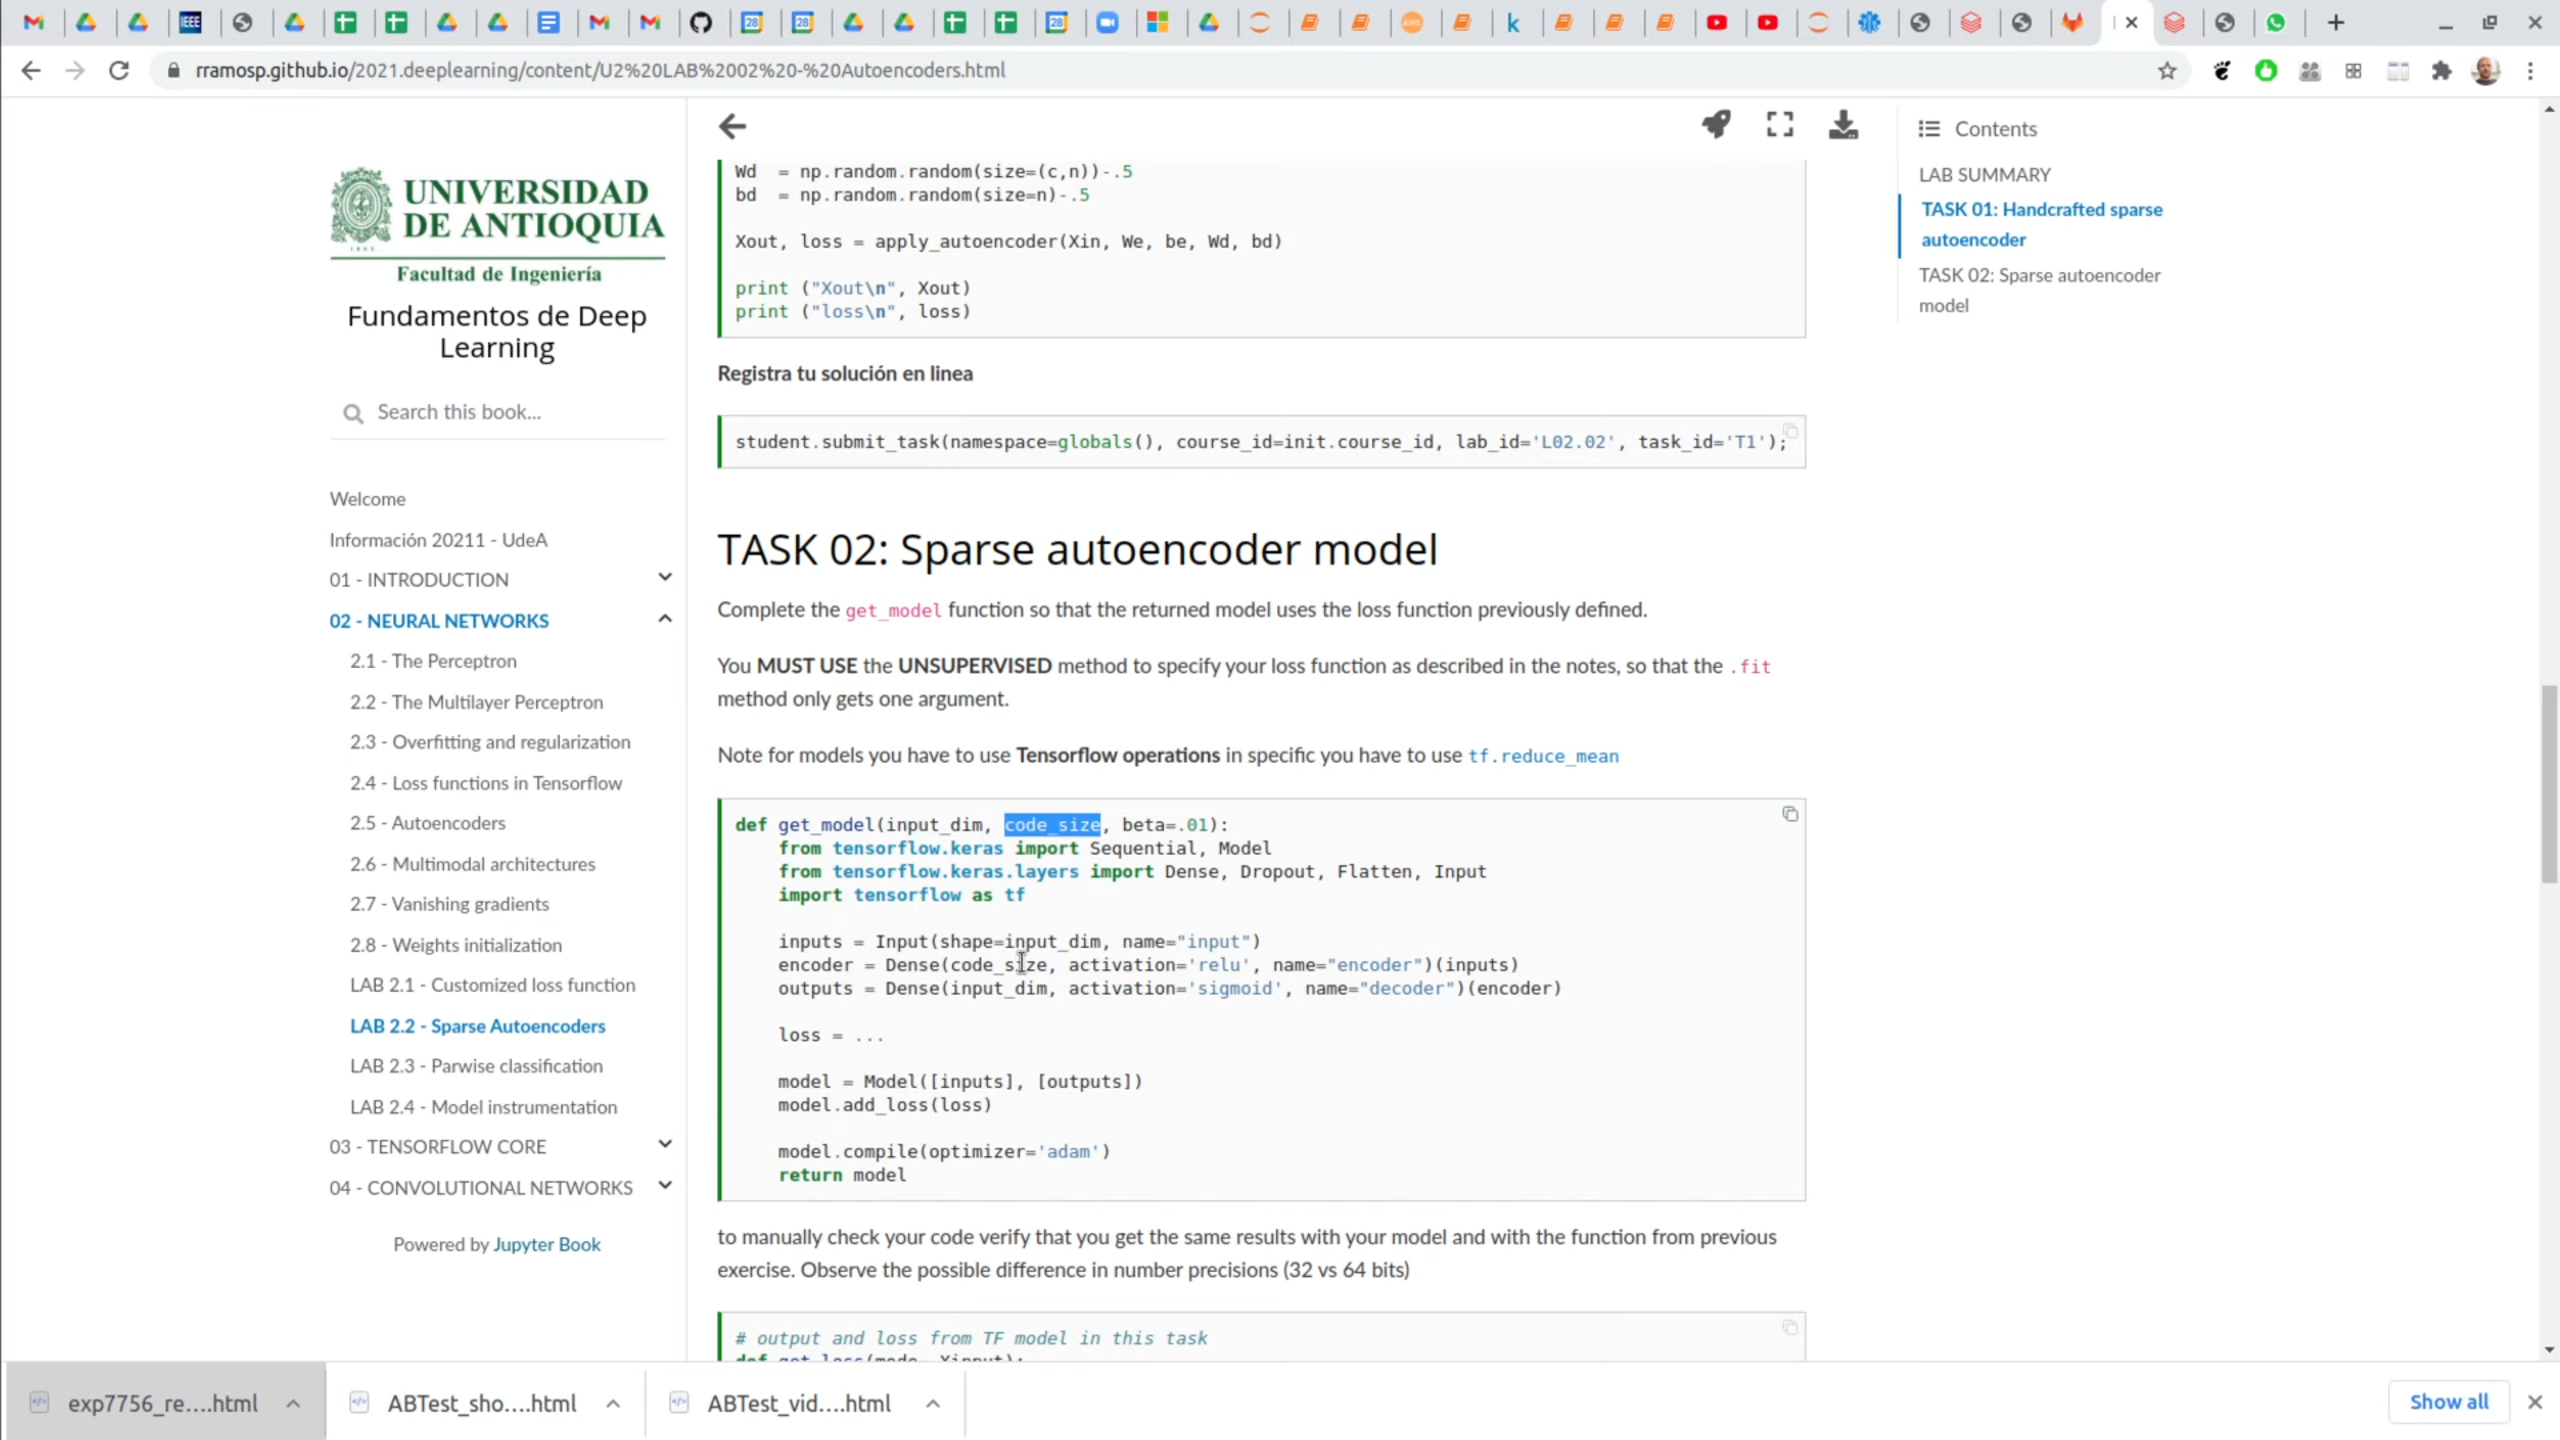 IEEE
28
28
28
AIMS
k
rramosp.github.io/2021.deeplearning/content/U2%20LAB%2002%20-%20Autoencoders.html
UNIVERSIDAD
DE ANTIOQUIA
1803
Facultad de Ingeniería
Fundamentos de Deep
Learning
Search this book...
Welcome
Información 20211 - UdeA
01 - INTRODUCTION
02 - NEURAL NETWORKS
2.1 - The Perceptron
2.2 - The Multilayer Perceptron
2.3 - Overfitting and regularization
2.4 - Loss functions in Tensorflow
2.5 - Autoencoders
2.6 - Multimodal architectures
2.7 - Vanishing gradients
2.8 - Weights initialization
LAB 2.1 - Customized loss function
LAB 2.2 - Sparse Autoencoders
LAB 2.3 - Parwise classification
LAB 2.4 - Model instrumentation
03 - TENSORFLOW CORE
04 - CONVOLUTIONAL NETWORKS
Powered by Jupyter Book
Wd  = np.random.random(size=(c,n))-.5
bd  = np.random.random(size=n)-.5
Xout, loss = apply_autoencoder(Xin, We, be, Wd, bd)
print ("Xout\n", Xout)
print ("loss\n", loss)
Registra tu solución en linea
student.submit_task(namespace=globals(), course_id=init.course_id, lab_id='L02.02', task_id='T1');
TASK 02: Sparse autoencoder model
Complete the get_model function so that the returned model uses the loss function previously defined.
You MUST USE the UNSUPERVISED method to specify your loss function as described in the notes, so that the .fit
method only gets one argument.
Note for models you have to use Tensorflow operations in specific you have to use tf.reduce_mean
def get_model(input_dim, code_size, beta=.01):
from tensorflow.keras import Sequential, Model
from tensorflow.keras.layers import Dense, Dropout, Flatten, Input
import tensorflow as tf
inputs = Input(shape=input_dim, name="input")
encoder = Dense(code_size, activation='relu', name="encoder")(inputs)
outputs = Dense(input_dim, activation='sigmoid', name="decoder")(encoder)
loss = ...
model = Model([inputs], [outputs])
model.add_loss(loss)
model.compile(optimizer='adam')
return model
to manually check your code verify that you get the same results with your model and with the function from previous
exercise. Observe the possible difference in number precisions (32 vs 64 bits)
# output and loss from TF model in this task
Contents
LAB SUMMARY
TASK 01: Handcrafted sparse
autoencoder
TASK 02: Sparse autoencoder
model
exp7756_re....html
ABTest_sho....html
ABTest_vid....html
Show all